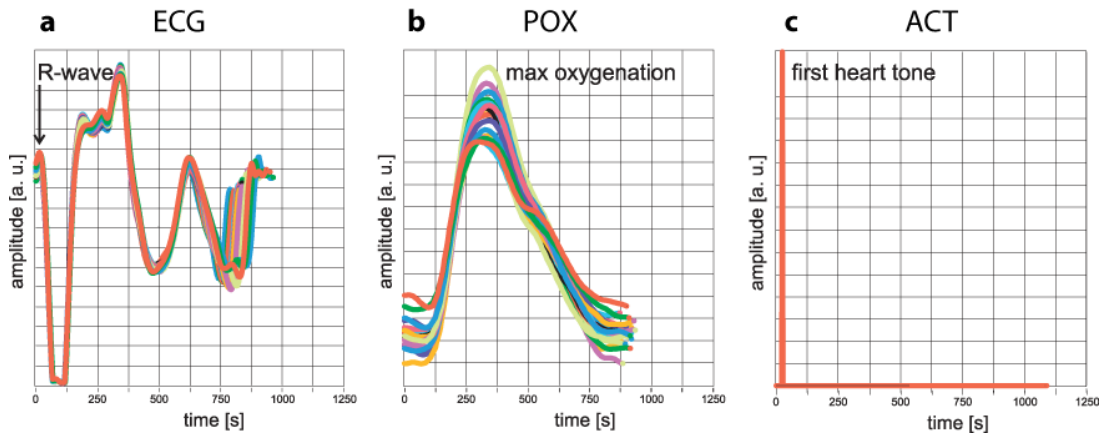 a ECG
R-wave
amplitude [a. u.]
0 250 500 750 1000 1250
time [s]
b POX
max oxygenation
amplitude [a. u.]
0 250 500 750 1000 1250
time [s]
c ACT
first heart tone
amplitude [a. u.]
0 250 500 750 1000 1250
time [s]